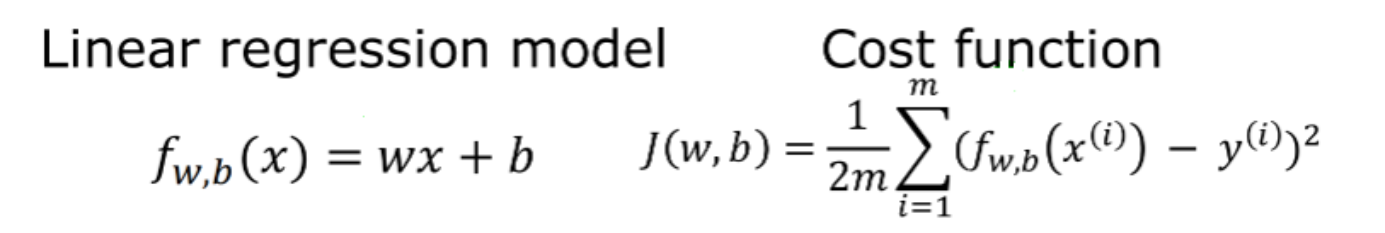 Linear regression model Cost function
f_{w,b}(x) = wx + b J(w,b) = \frac{1}{2m} \sum_{i=1}^{m} (f_{w,b}(x^{(i)}) − y^{(i)})^2